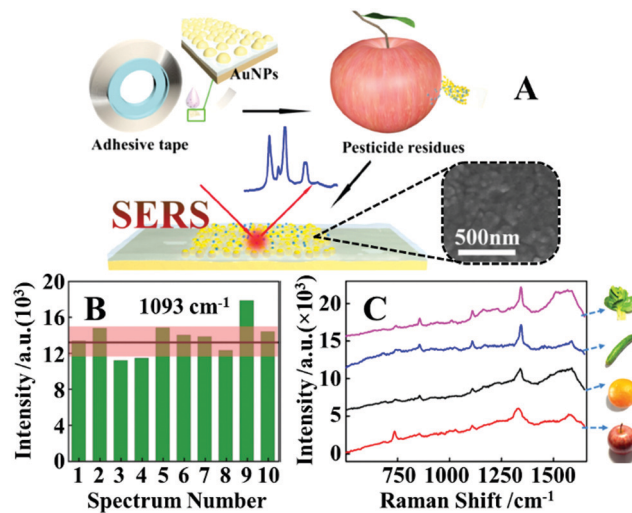 AuNPs
A
Adhesive tape
Pesticide residues
SERS
500nm
B
1093 cm-1
Intensity /a.u.(10³)
20
16
12
8
4
0
1 2 3 4 5 6 7 8 9 10
Spectrum Number
C
Intensity /a.u.(×10³)
20
15
10
5
0
750 1000 1250 1500
Raman Shift /cm-1